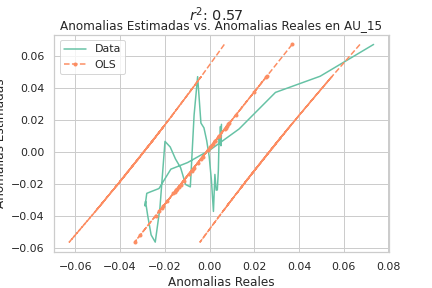 r²: 0.57
Anomalias Estimadas vs. Anomalias Reales en AU_15
Data
OLS
0.06
0.04
0.02
0.00
−0.02
−0.04
−0.06
−0.06 −0.04 −0.02 0.00 0.02 0.04 0.06 0.08
Anomalias Reales